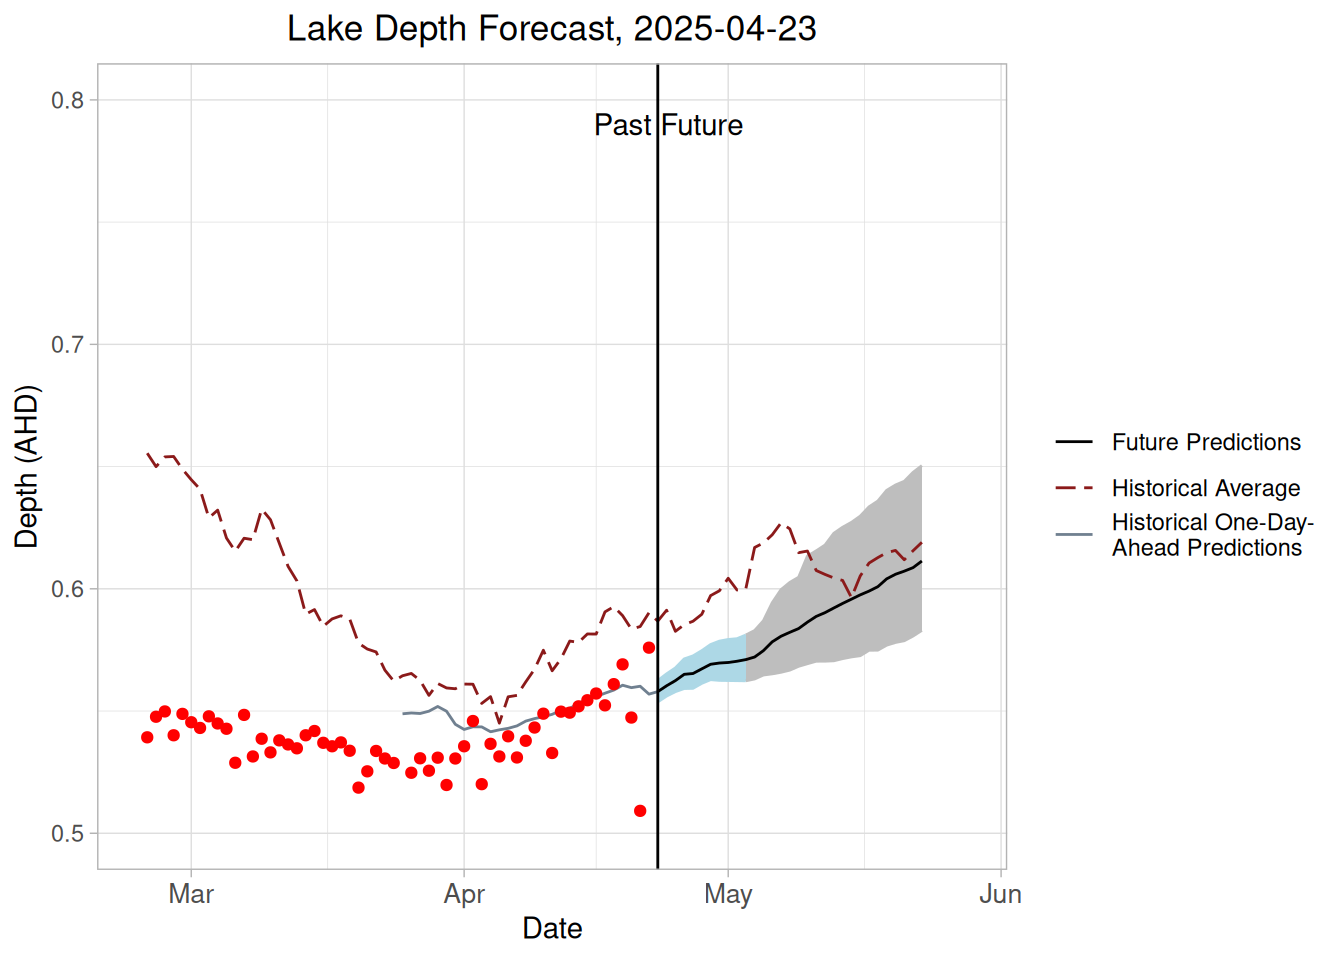 Lake Depth Forecast, 2025-04-23
Past Future
0.8
0.7
0.6
0.5
Depth (AHD)
Mar Apr May Jun
Date
Future Predictions
Historical Average
Historical One-Day-
Ahead Predictions